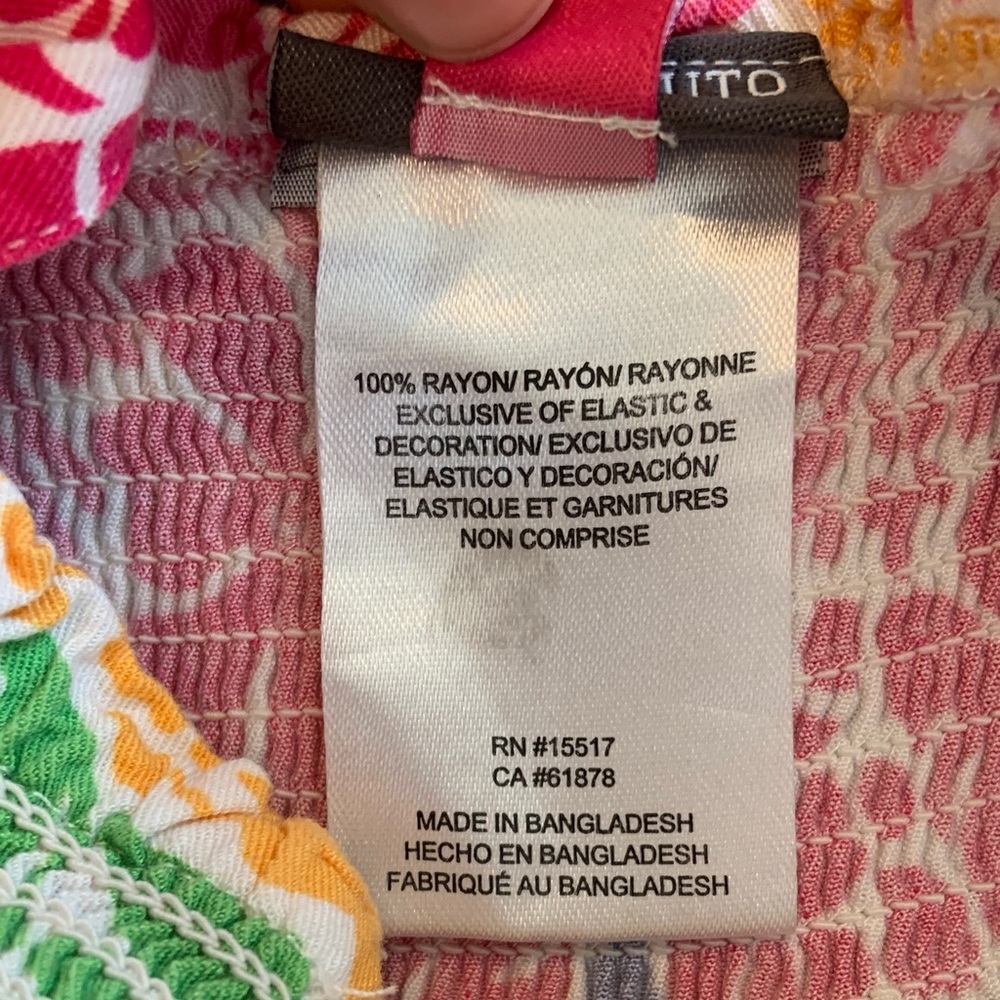 100% RAYON/ RAYÓN/ RAYONNE
EXCLUSIVE OF ELASTIC &
DECORATION/ EXCLUSIVO DE
ELASTICO Y DECORACIÓN/
ELASTIQUE ET GARNITURES
NON COMPRISE
RN #15517
CA #61878
MADE IN BANGLADESH
HECHO EN BANGLADESH
FABRIQUÉ AU BANGLADESH